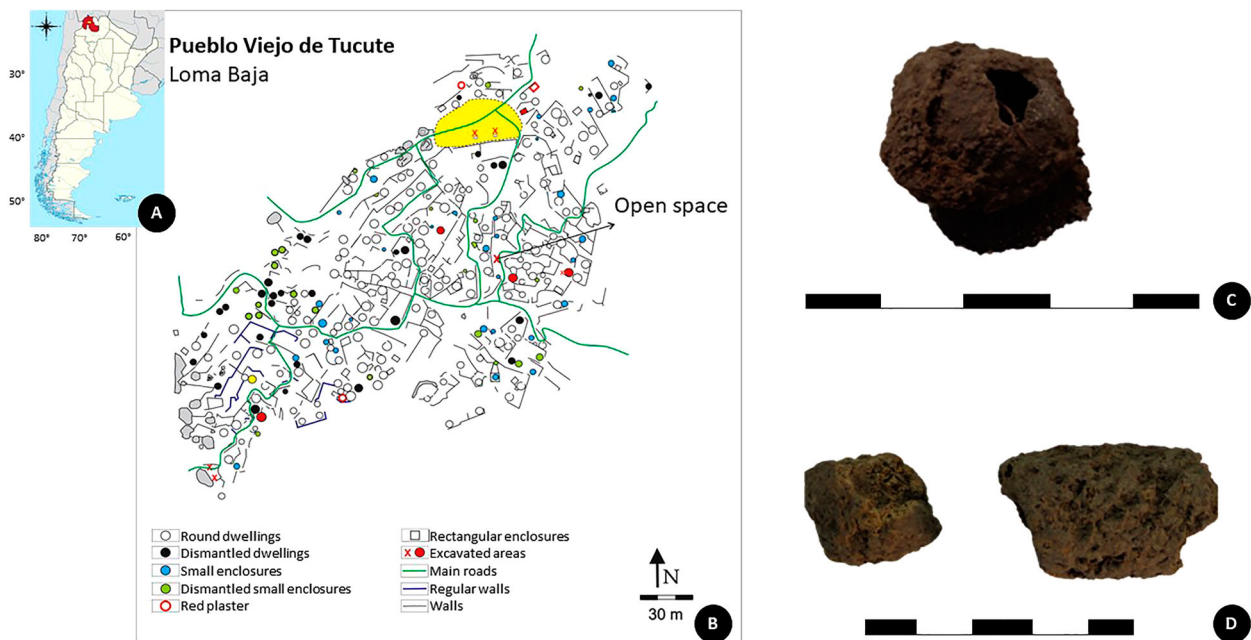 30°
40°
50°
80°
70°
60°
A
Pueblo Viejo de Tucute
Loma Baja
Open space
Round dwellings
Dismantled dwellings
Small enclosures
Dismantled small enclosures
Red plaster
Rectangular enclosures
X Excavated areas
Main roads
Regular walls
Walls
N
30 m
B
C
D